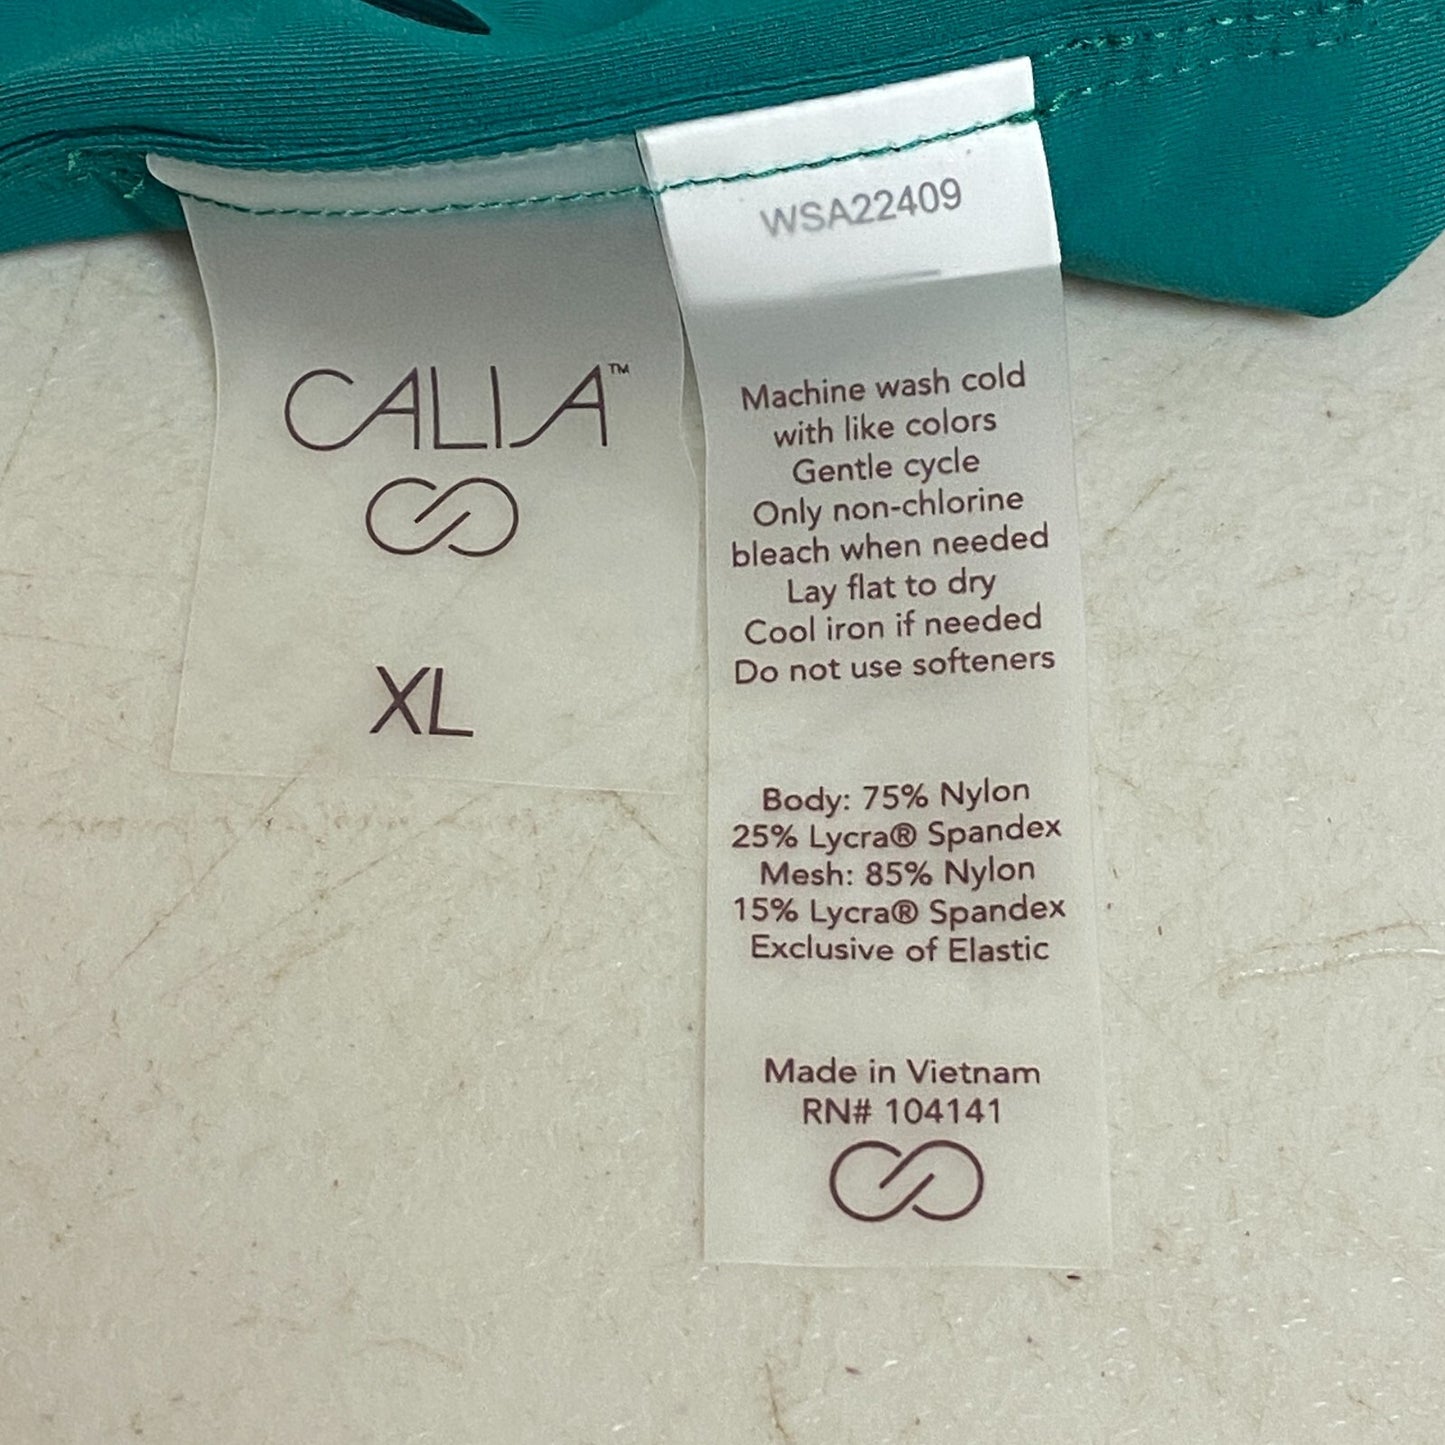 CALIA™
XL
WSA22409
Machine wash cold
with like colors
Gentle cycle
Only non-chlorine
bleach when needed
Lay flat to dry
Cool iron if needed
Do not use softeners
Body: 75% Nylon
25% Lycra® Spandex
Mesh: 85% Nylon
15% Lycra® Spandex
Exclusive of Elastic
Made in Vietnam
RN# 104141